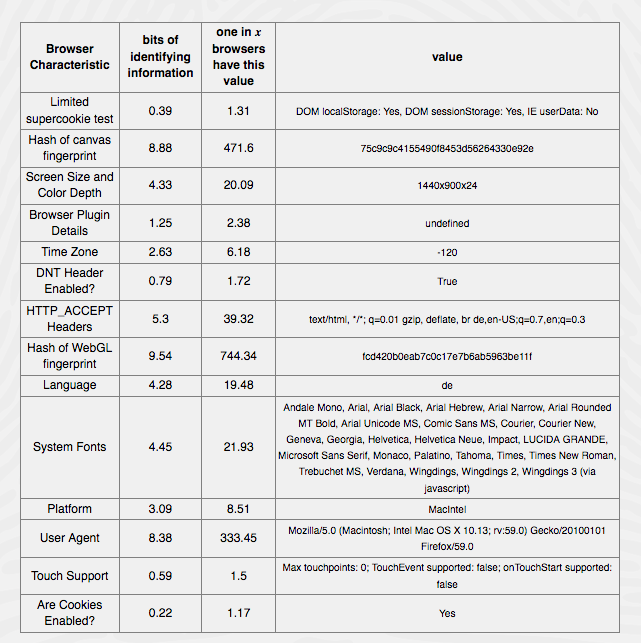 Browser Characteristic bits of identifying information one in x browsers have this value value
Limited supercookie test 0.39 1.31 DOM localStorage: Yes, DOM sessionStorage: Yes, IE userData: No
Hash of canvas fingerprint 8.88 471.6 75c9c9c4155490f8453d56264330e92e
Screen Size and Color Depth 4.33 20.09 1440x900x24
Browser Plugin Details 1.25 2.38 undefined
Time Zone 2.63 6.18 -120
DNT Header Enabled? 0.79 1.72 True
HTTP_ACCEPT Headers 5.3 39.32 text/html, */*; q=0.01 gzip, deflate, br de,en-US;q=0.7,en;q=0.3
Hash of WebGL fingerprint 9.54 744.34 fcd420b0eab7c0c17e7b6ab5963be11f
Language 4.28 19.48 de
System Fonts 4.45 21.93 Andale Mono, Arial, Arial Black, Arial Hebrew, Arial Narrow, Arial Rounded
MT Bold, Arial Unicode MS, Comic Sans MS, Courier, Courier New,
Geneva, Georgia, Helvetica, Helvetica Neue, Impact, LUCIDA GRANDE,
Microsoft Sans Serif, Monaco, Palatino, Tahoma, Times, Times New Roman,
Trebuchet MS, Verdana, Wingdings, Wingdings 2, Wingdings 3 (via
javascript)
Platform 3.09 8.51 MacIntel
User Agent 8.38 333.45 Mozilla/5.0 (Macintosh; Intel Mac OS X 10.13; rv:59.0) Gecko/20100101
Firefox/59.0
Touch Support 0.59 1.5 Max touchpoints: 0; TouchEvent supported: false; onTouchStart supported:
false
Are Cookies Enabled? 0.22 1.17 Yes